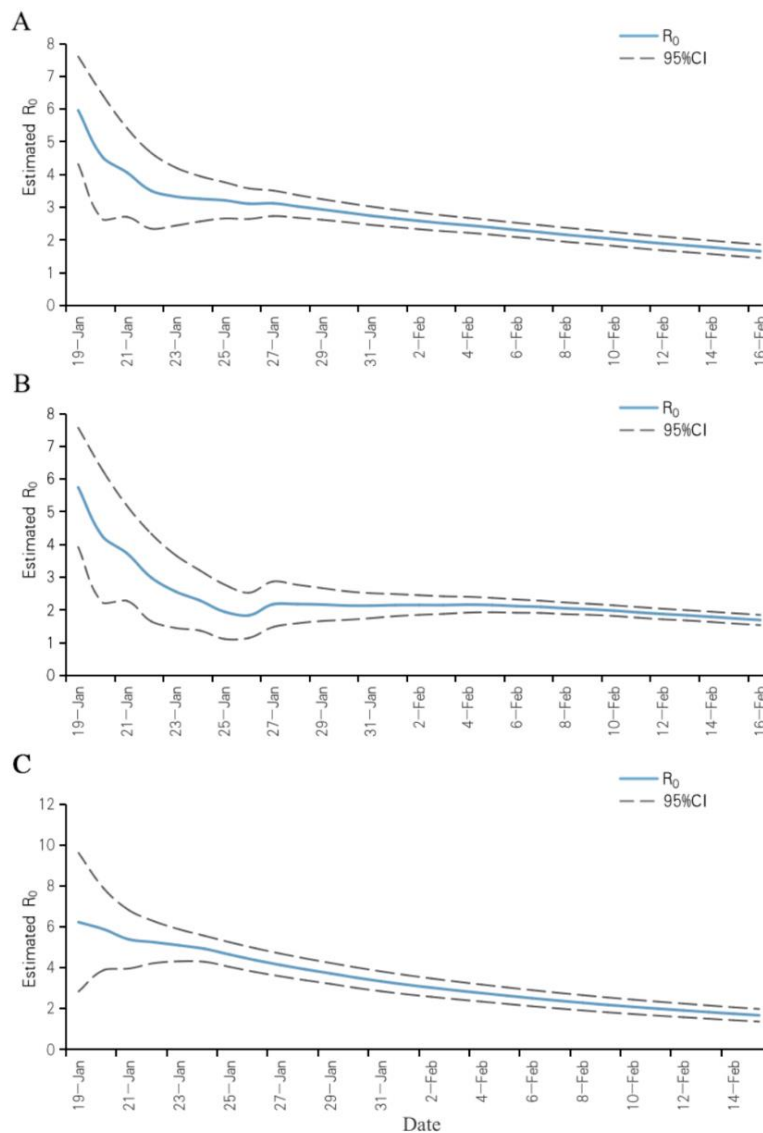 A
R₀
95%CI
Estimated R₀
8
7
6
5
4
3
2
1
0
19—Jan
21—Jan
23—Jan
25—Jan
27—Jan
29—Jan
31—Jan
2—Feb
4—Feb
6—Feb
8—Feb
10—Feb
12—Feb
14—Feb
16—Feb
B
R₀
95%CI
Estimated R₀
8
7
6
5
4
3
2
1
0
19—Jan
21—Jan
23—Jan
25—Jan
27—Jan
29—Jan
31—Jan
2—Feb
4—Feb
6—Feb
8—Feb
10—Feb
12—Feb
14—Feb
16—Feb
C
R₀
95%CI
Estimated R₀
12
10
8
6
4
2
0
19—Jan
21—Jan
23—Jan
25—Jan
27—Jan
29—Jan
31—Jan
2—Feb
4—Feb
6—Feb
8—Feb
10—Feb
12—Feb
14—Feb
Date